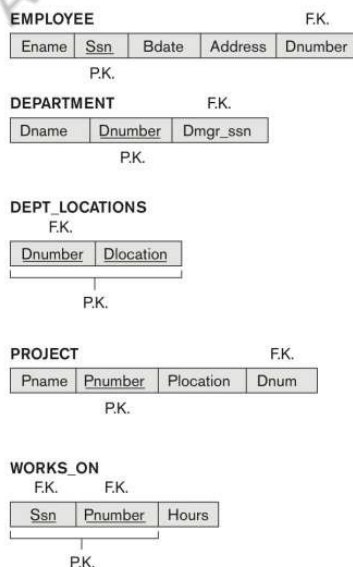 EMPLOYEE F.K.
Ename Ssn Bdate Address Dnumber
P.K.
DEPARTMENT F.K.
Dname Dnumber Dmgr_ssn
P.K.
DEPT_LOCATIONS
F.K.
Dnumber Dlocation
P.K.
PROJECT F.K.
Pname Pnumber Plocation Dnum
P.K.
WORKS_ON
F.K. F.K.
Ssn Pnumber Hours
P.K.